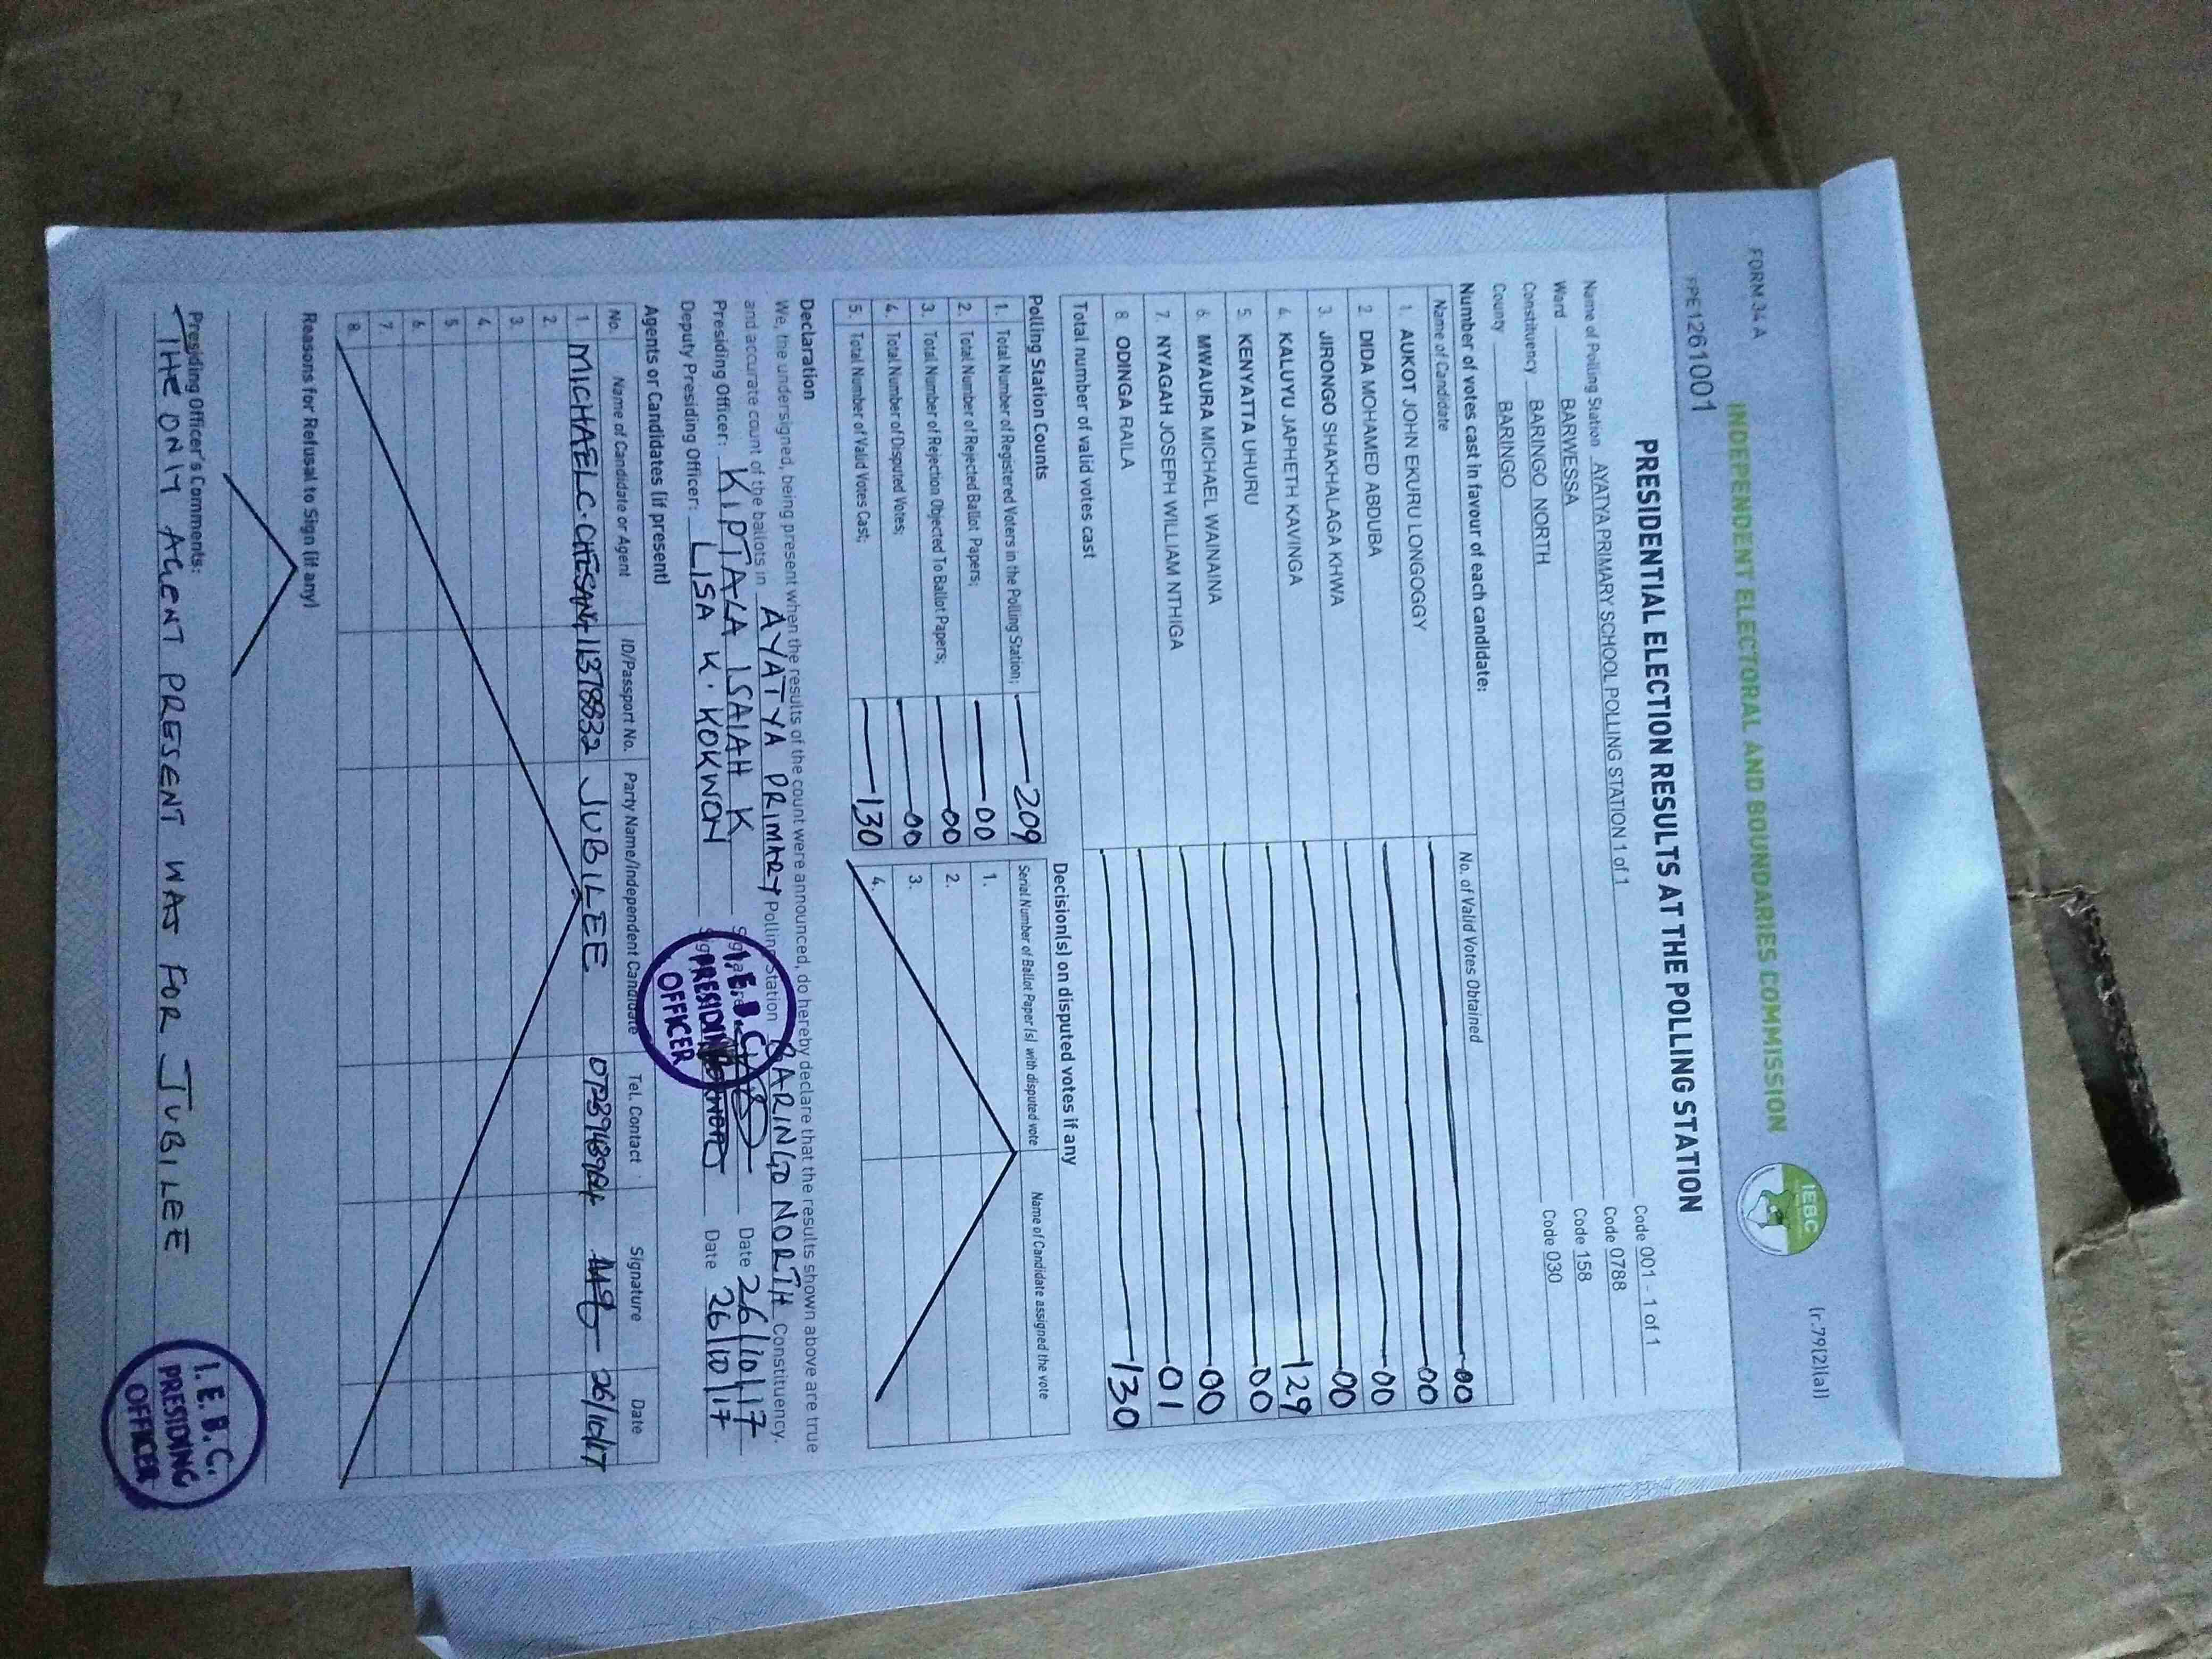 FORM 34 A
(r.79(2)(a))
INDEPENDENT ELECTORAL AND BOUNDARIES COMMISSION
IEBC
FPE1261001
PRESIDENTIAL ELECTION RESULTS AT THE POLLING STATION
Name of Polling Station AYATYA PRIMARY SCHOOL POLLING STATION 1 of 1 Code 001 - 1 of 1
Ward BARWESSA Code 0788
Constituency BARINGO NORTH Code 158
County BARINGO Code 030
Number of votes cast in favour of each candidate:
Name of Candidate No. of Valid Votes Obtained
1. AUKOT JOHN EKURU LONGOGGY 00
2. DIDA MOHAMED ABDUBA 00
3. JIRONGO SHAKHALAGA KHWA 00
4. KALUYU JAPHETH KAVINGA 00
5. KENYATTA UHURU 129
6. MWAURA MICHAEL WAINAINA 00
7. NYAGAH JOSEPH WILLIAM NTHIGA 00
8. ODINGA RAILA 01
Total number of valid votes cast 130
Polling Station Counts
1. Total Number of Registered Voters in the Polling Station; 209
2. Total Number of Rejected Ballot Papers; 00
3. Total Number of Rejection Objected To Ballot Papers; 00
4. Total Number of Disputed Votes; 00
5. Total Number of Valid Votes Cast; 130
Decision(s) on disputed votes if any
Serial Number of Ballot Paper(s) with disputed vote Name of Candidate assigned the vote
1.
2.
3.
4.
Declaration
We, the undersigned, being present when the results of the count were announced, do hereby declare that the results shown above are true
and accurate count of the ballots in AYATYA PRIMARY Polling Station BARINGO NORTH Constituency.
Presiding Officer: KIPTALA ISAIAH K Date 26/10/17
Deputy Presiding Officer: LISA K. KOKWON Date 26/10/17
I.E.B.C.
PRESIDING
OFFICER
Agents or Candidates (if present)
No. Name of Candidate or Agent ID/Passport No. Party Name/Independent Candidate Tel. Contact Signature Date
1. MICHAEL C. 11378832 JUBILEE 26/10/17
2.
3.
4.
5.
6.
7.
8.
Reasons for Refusal to Sign (if any)
Presiding Officer's Comments:
THE ONLY AGENT PRESENT WAS FOR JUBILEE
I.E.B.C.
PRESIDING
OFFICER